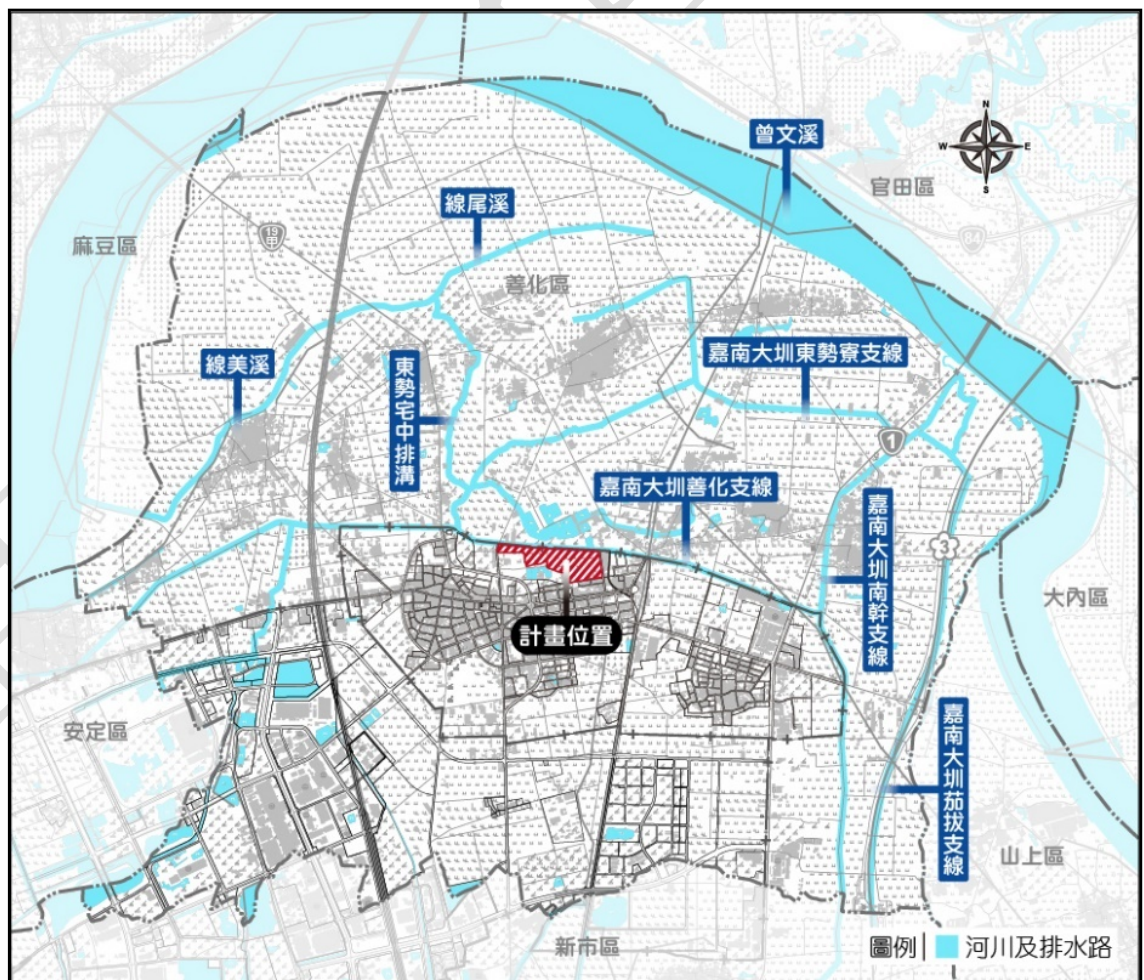 N
W
E
S
曾文溪
官田區
84
線尾溪
19甲
麻豆區
善化區
嘉南大圳東勢寮支線
線美溪
東勢宅中排溝
1
嘉南大圳善化支線
嘉南大圳南幹支線
3
大內區
計畫位置
安定區
嘉南大圳茄拔支線
山上區
新市區
圖例
河川及排水路